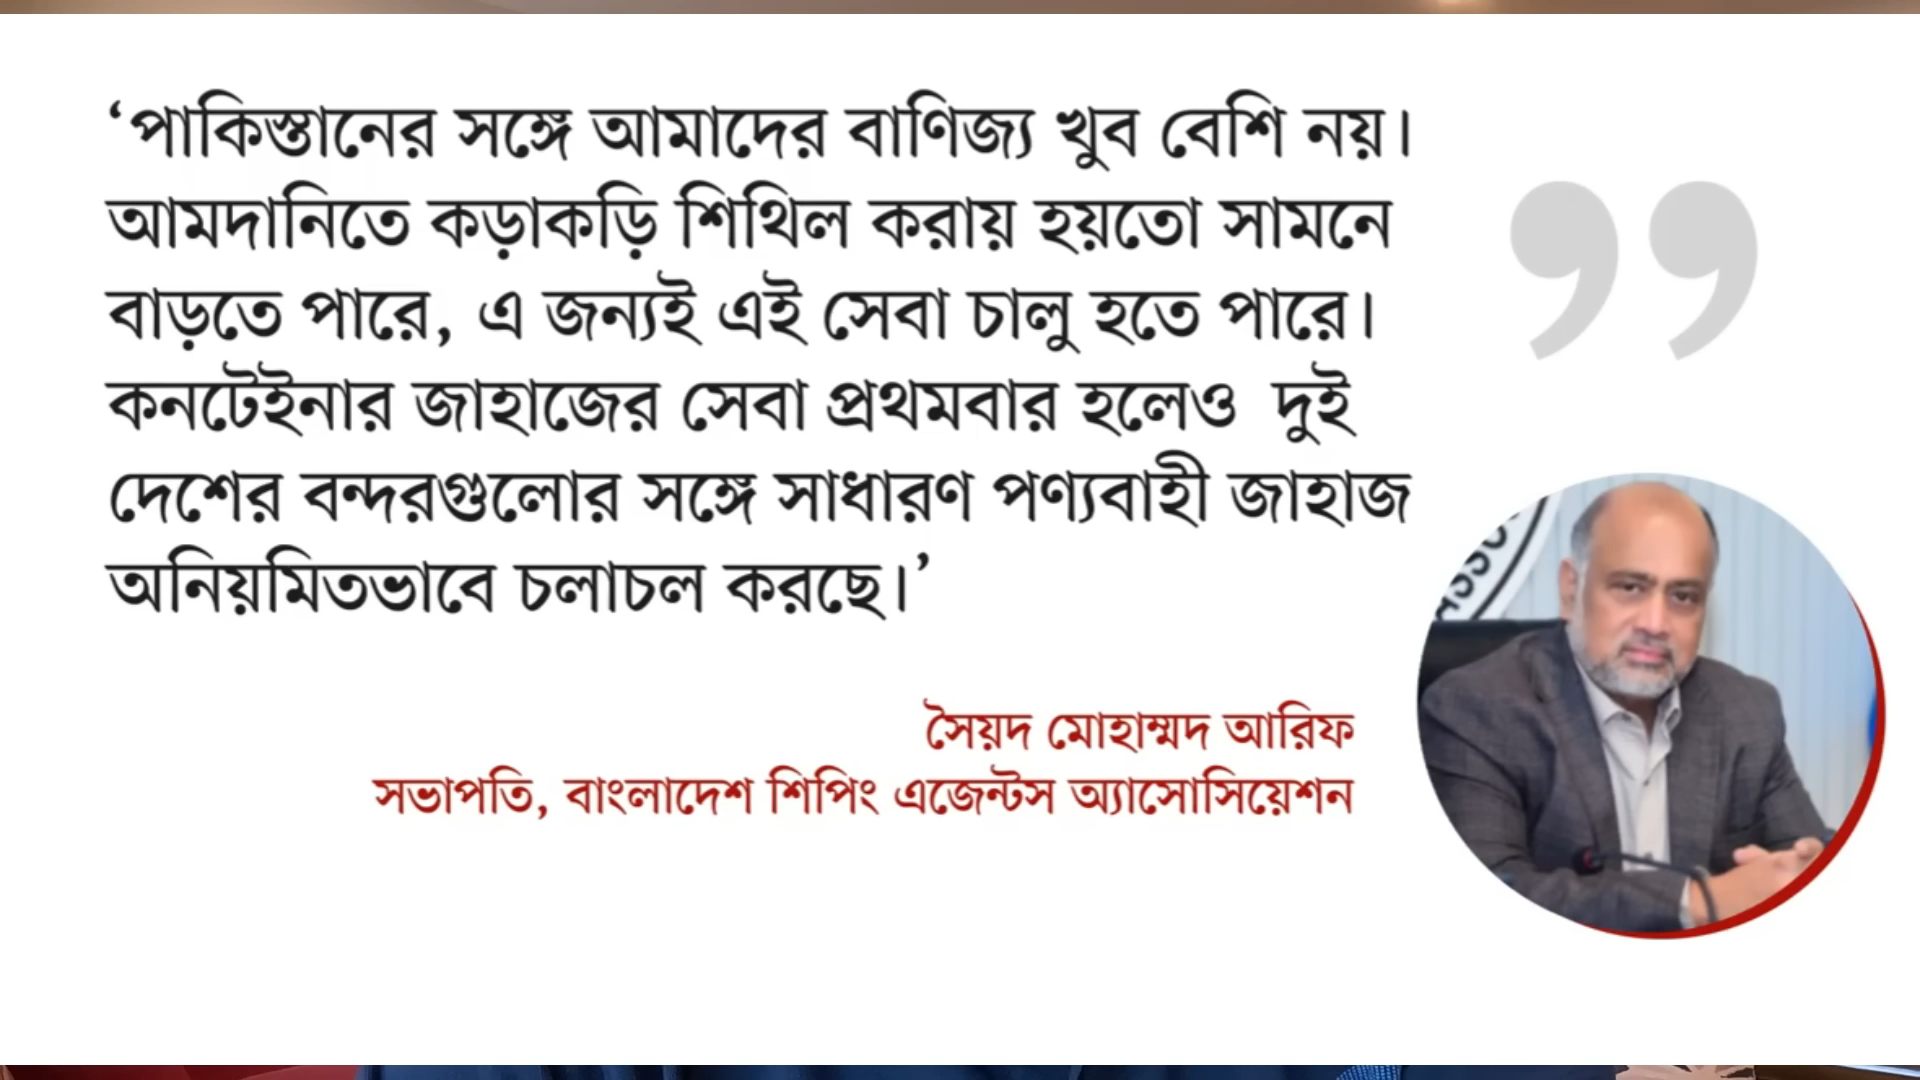 ‘পাকিস্তানের সঙ্গে আমাদের বাণিজ্য খুব বেশি নয়।
আমদানিতে কড়াকড়ি শিথিল করায় হয়তো সামনে
বাড়তে পারে, এ জন্যই এই সেবা চালু হতে পারে।
কনটেইনার জাহাজের সেবা প্রথমবার হলেও দুই
দেশের বন্দরগুলোর সঙ্গে সাধারণ পণ্যবাহী জাহাজ
অনিয়মিতভাবে চলাচল করছে।’
”
সৈয়দ মোহাম্মদ আরিফ
সভাপতি, বাংলাদেশ শিপিং এজেন্টস অ্যাসোসিয়েশন